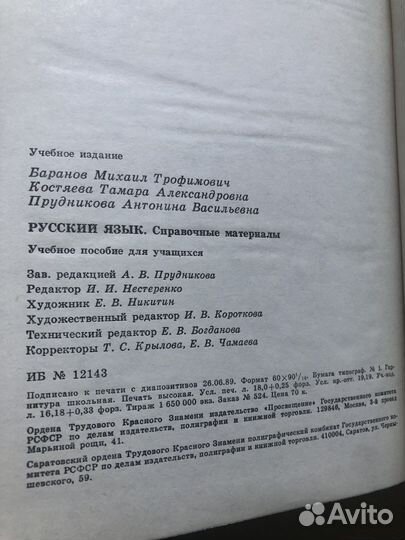 Учебное издание
Баранов Михаил Трофимович
Костяева Тамара Александровна
Прудникова Антонина Васильевна
РУССКИЙ ЯЗЫК. Справочные материалы
Учебное пособие для учащихся
Зав. редакцией А. В. Прудникова
Редактор И. И. Нестеренко
Художник Е. В. Никитин
Художественный редактор И. В. Короткова
Технический редактор Е. В. Богданова
Корректоры Т. С. Крылова, Е. В. Чамаева
ИБ № 12143
Подписано к печати с диапозитивов 26.06.89. Формат 60×90¹/₁₆. Бумага типограф. № 1. Гар-
нитура школьная. Печать высокая. Усл. печ. л. 18,0+0,25 форз. Усл. кр.-отт. 19,19. Уч.-изд.
л. 16,18+0,33 форз. Тираж 1 650 000 экз. Заказ № 524. Цена 70 к.
Ордена Трудового Красного Знамени издательство «Просвещение» Государственного комитета
РСФСР по делам издательств, полиграфии и книжной торговли. 129846, Москва, 3-й проезд
Марьиной рощи, 41.
Саратовский ордена Трудового Красного Знамени полиграфический комбинат Государственного ко-
митета РСФСР по делам издательств, полиграфии и книжной торговли. 410004, Саратов, ул. Черны-
шевского, 59.
Avito